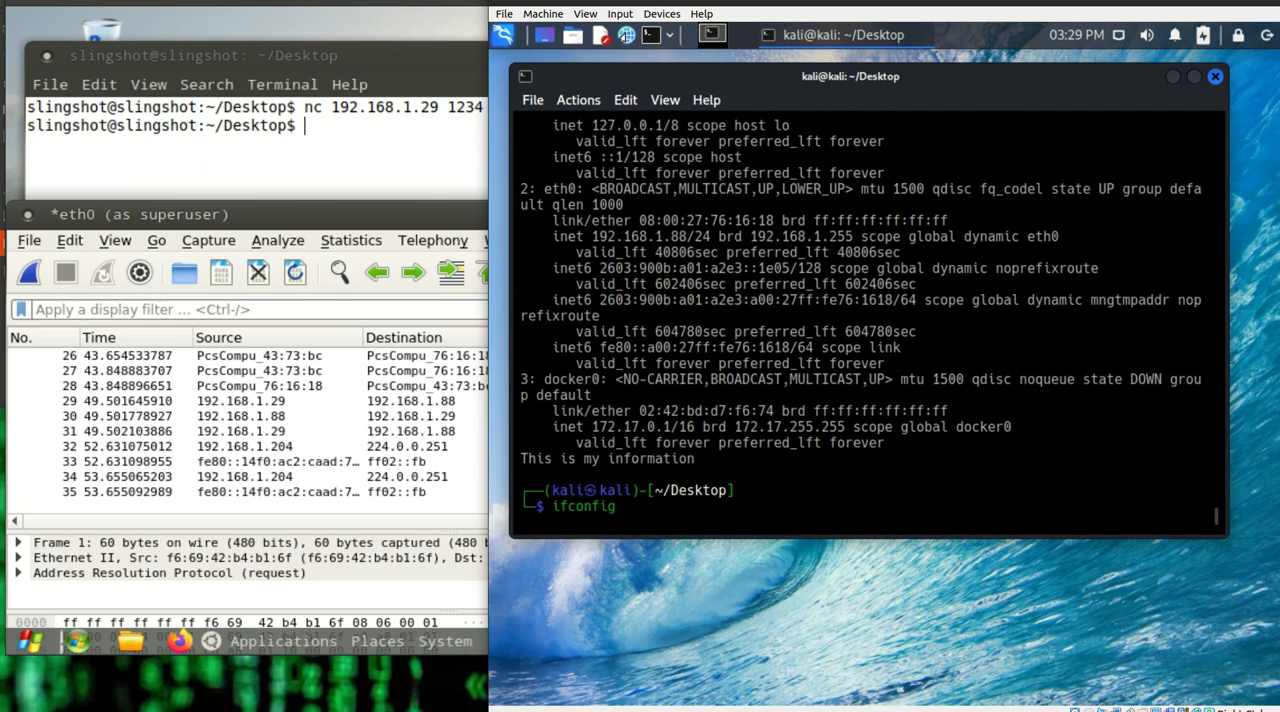 slingshot@slingshot: ~/Desktop
File Edit View Search Terminal Help
slingshot@slingshot:~/Desktop$ nc 192.168.1.29 1234
slingshot@slingshot:~/Desktop$
*eth0 (as superuser)
File Edit View Go Capture Analyze Statistics Telephony
Apply a display filter … <Ctrl-/>
No. Time Source Destination
26 43.654533787 PcsCompu_43:73:bc PcsCompu_76:16:18
27 43.848883707 PcsCompu_43:73:bc PcsCompu_76:16:18
28 43.848896651 PcsCompu_76:16:18 PcsCompu_43:73:bc
29 49.501645910 192.168.1.29 192.168.1.88
30 49.501778927 192.168.1.88 192.168.1.29
31 49.502103886 192.168.1.29 192.168.1.88
32 52.631075012 192.168.1.204 224.0.0.251
33 52.631098955 fe80::14f0:ac2:caad:7… ff02::fb
34 53.655065203 192.168.1.204 224.0.0.251
35 53.655092989 fe80::14f0:ac2:caad:7… ff02::fb
Frame 1: 60 bytes on wire (480 bits), 60 bytes captured (480 b
Ethernet II, Src: f6:69:42:b4:b1:6f (f6:69:42:b4:b1:6f), Dst:
Address Resolution Protocol (request)
0000 ff ff ff ff ff ff f6 69 42 b4 b1 6f 08 06 00 01
Applications Places System
File Machine View Input Devices Help
kali@kali: ~/Desktop 03:29 PM
kali@kali: ~/Desktop
File Actions Edit View Help
inet 127.0.0.1/8 scope host lo
valid_lft forever preferred_lft forever
inet6 ::1/128 scope host
valid_lft forever preferred_lft forever
2: eth0: <BROADCAST,MULTICAST,UP,LOWER_UP> mtu 1500 qdisc fq_codel state UP group defa
ult qlen 1000
link/ether 08:00:27:76:16:18 brd ff:ff:ff:ff:ff:ff
inet 192.168.1.88/24 brd 192.168.1.255 scope global dynamic eth0
valid_lft 40806sec preferred_lft 40806sec
inet6 2603:900b:a01:a2e3::1e05/128 scope global dynamic noprefixroute
valid_lft 602406sec preferred_lft 602406sec
inet6 2603:900b:a01:a2e3:a00:27ff:fe76:1618/64 scope global dynamic mngtmpaddr nop
refixroute
valid_lft 604780sec preferred_lft 604780sec
inet6 fe80::a00:27ff:fe76:1618/64 scope link
valid_lft forever preferred_lft forever
3: docker0: <NO-CARRIER,BROADCAST,MULTICAST,UP> mtu 1500 qdisc noqueue state DOWN grou
p default
link/ether 02:42:bd:d7:f6:74 brd ff:ff:ff:ff:ff:ff
inet 172.17.0.1/16 brd 172.17.255.255 scope global docker0
valid_lft forever preferred_lft forever
This is my information
┌──(kali㉿kali)-[~/Desktop]
└─$ ifconfig